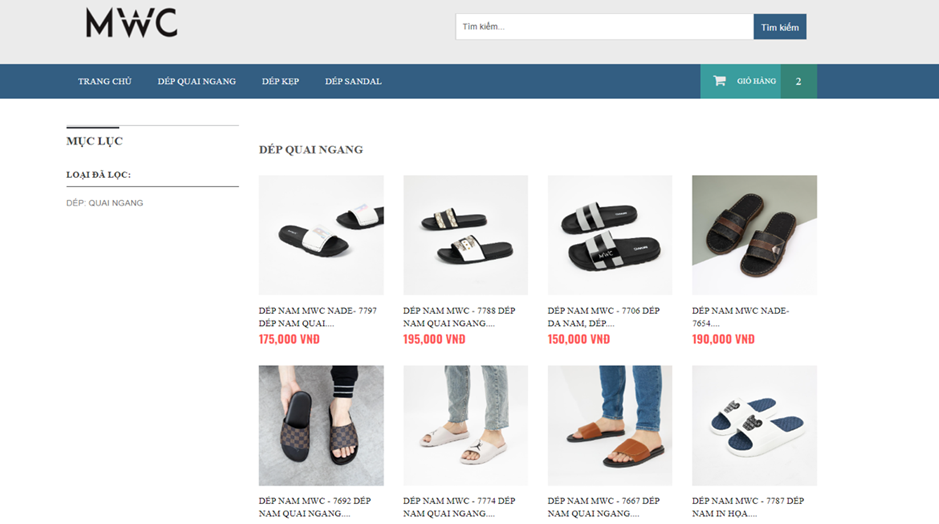 MWC
Tìm kiếm...
Tìm kiếm
TRANG CHỦ
DÉP QUAI NGANG
DÉP KẸP
DÉP SANDAL
GIỎ HÀNG
2
MỤC LỤC
LOẠI ĐÃ LỌC:
DÉP: QUAI NGANG
DÉP QUAI NGANG
MWC
DÉP NAM MWC NADE- 7797
DÉP NAM QUAI....
175,000 VNĐ
DÉP NAM MWC - 7788 DÉP
NAM QUAI NGANG....
195,000 VNĐ
DÉP NAM MWC - 7706 DÉP
DA NAM, DÉP....
150,000 VNĐ
DÉP NAM MWC NADE-
7654....
190,000 VNĐ
DÉP NAM MWC - 7692 DÉP
NAM QUAI NGANG....
DÉP NAM MWC - 7774 DÉP
NAM QUAI NGANG....
DÉP NAM MWC - 7667 DÉP
NAM QUAI NGANG....
DÉP NAM MWC - 7787 DÉP
NAM IN HỌA....